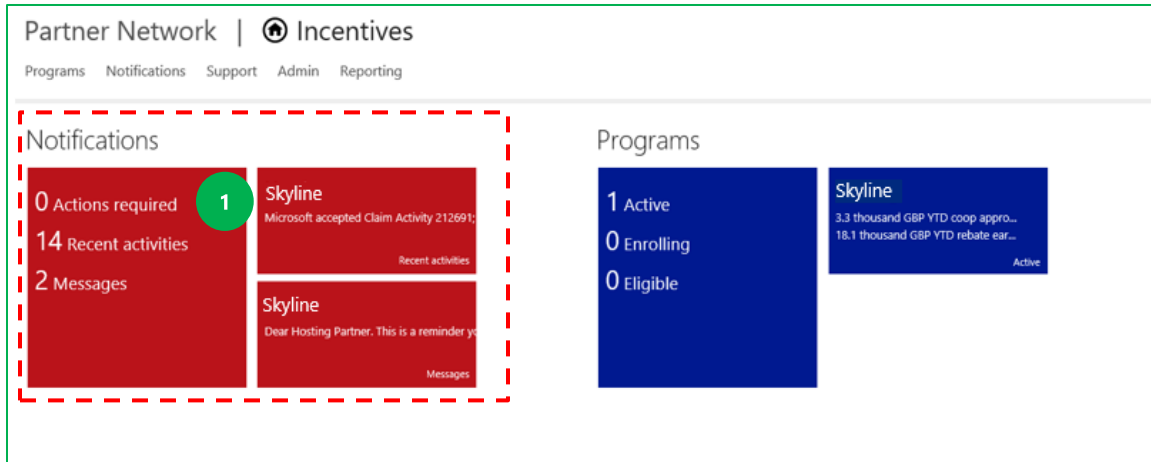 Partner Network | Incentives
Programs Notifications Support Admin Reporting
Notifications
0 Actions required
14 Recent activities
2 Messages
1
Skyline
Microsoft accepted Claim Activity 212691;
Recent activities
Skyline
Dear Hosting Partner. This is a reminder yo
Messages
Programs
1 Active
0 Enrolling
0 Eligible
Skyline
3.3 thousand GBP YTD coop appro...
18.1 thousand GBP YTD rebate ear...
Active